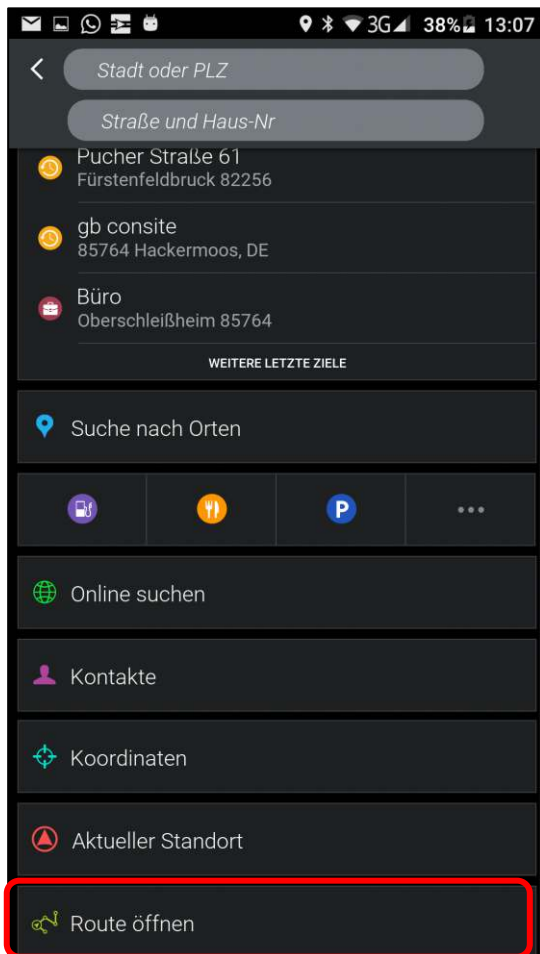 3G 38% 13:07
Stadt oder PLZ
Straße und Haus-Nr
Pucher Straße 61
Fürstenfeldbruck 82256
gb consite
85764 Hackermoos, DE
Büro
Oberschleißheim 85764
WEITERE LETZTE ZIELE
Suche nach Orten
P
Online suchen
Kontakte
Koordinaten
Aktueller Standort
Route öffnen